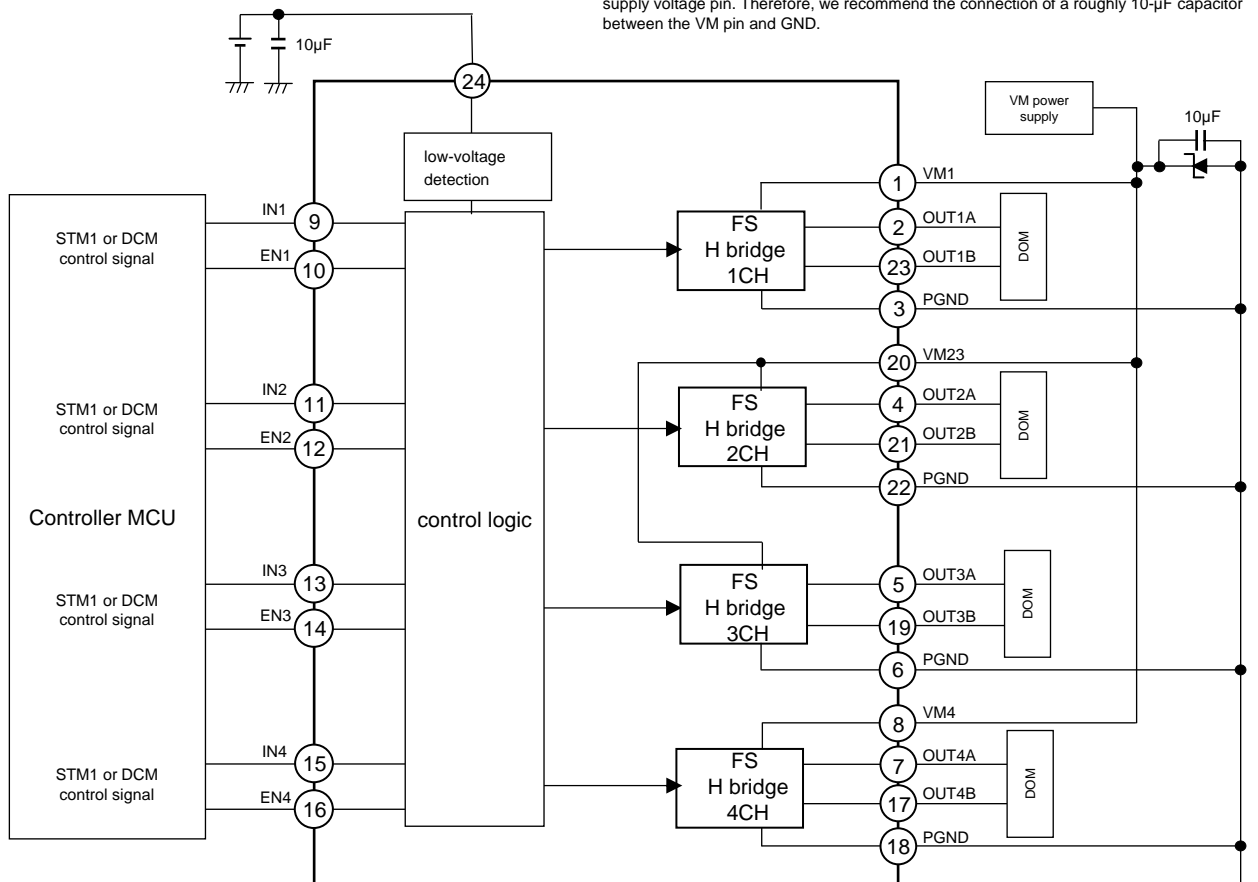 supply voltage pin. Therefore, we recommend the connection of a roughly 10-μF capacitor
between the VM pin and GND.
10μF
24
VM power
supply
10μF
low-voltage
detection
1
VM1
STM1 or DCM
control signal
IN1
9
EN1
10
FS
H bridge
1CH
2
OUT1A
23
OUT1B
DOM
3
PGND
20
VM23
STM1 or DCM
control signal
IN2
11
EN2
12
FS
H bridge
2CH
4
OUT2A
21
OUT2B
DOM
22
PGND
Controller MCU
control logic
STM1 or DCM
control signal
IN3
13
EN3
14
FS
H bridge
3CH
5
OUT3A
19
OUT3B
DOM
6
PGND
8
VM4
STM1 or DCM
control signal
IN4
15
EN4
16
FS
H bridge
4CH
7
OUT4A
17
OUT4B
DOM
18
PGND